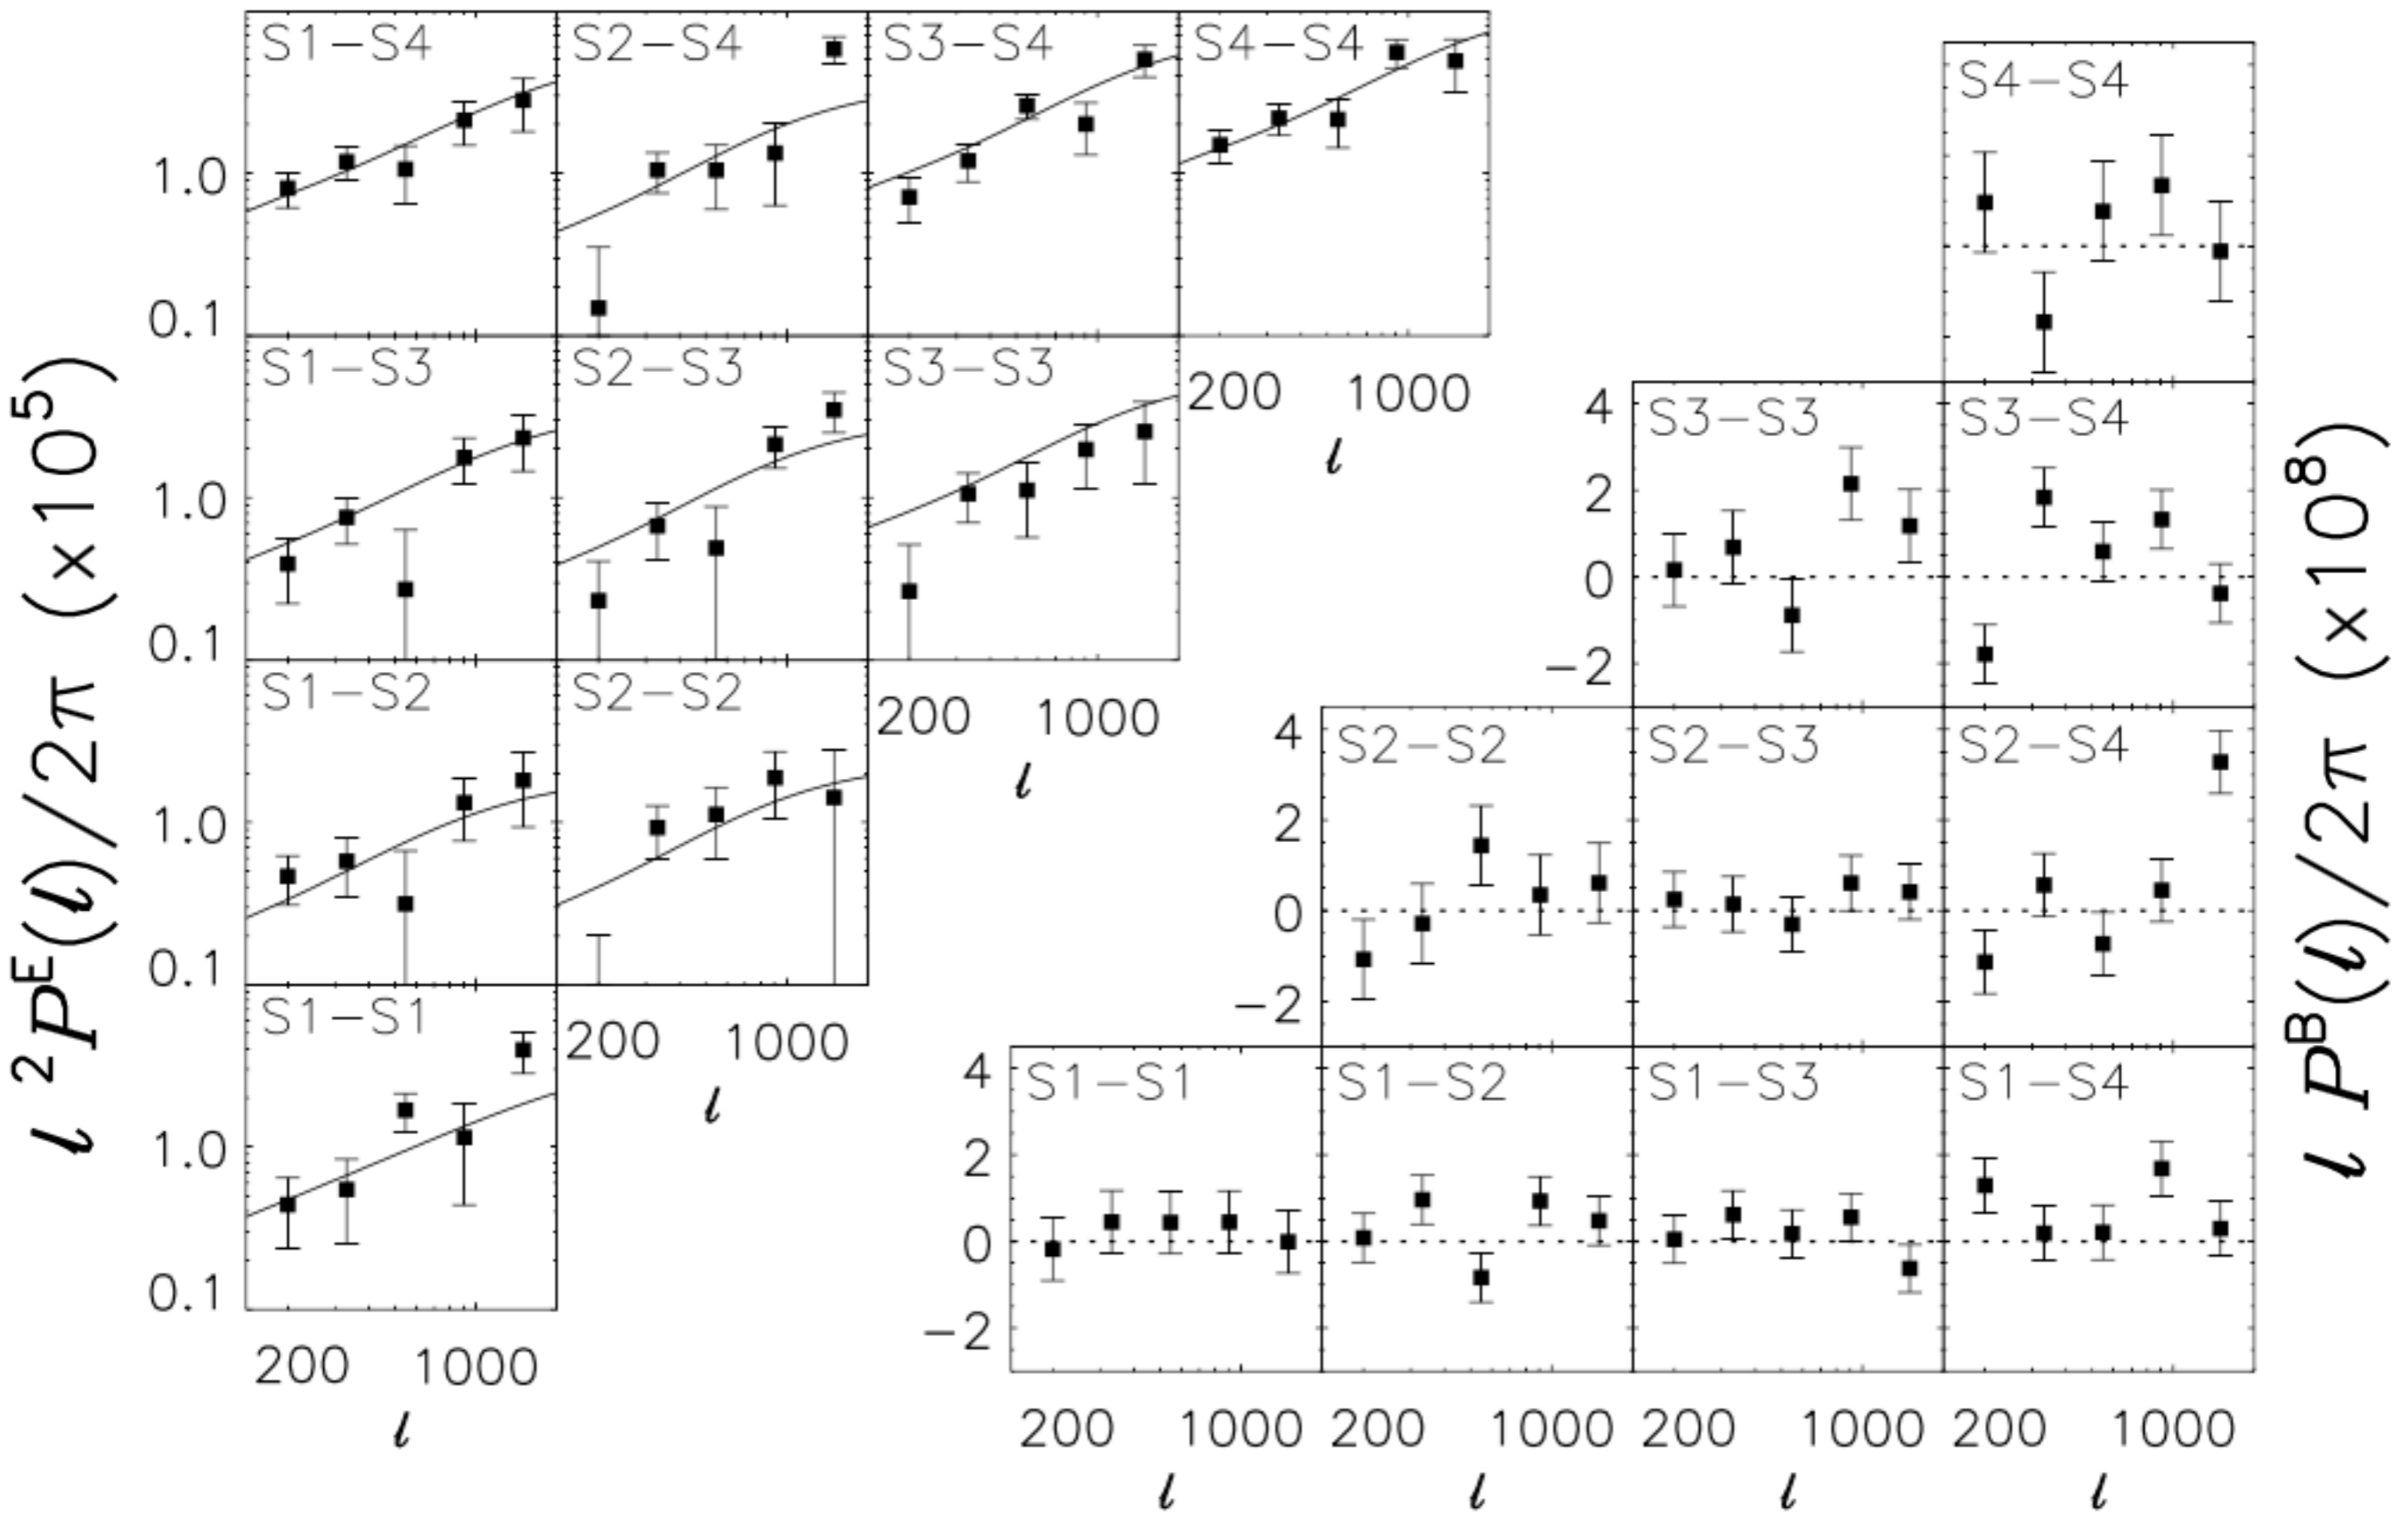 S1−S4 S2−S4 S3−S4 S4−S4
1.0
0.1
S4−S4
S1−S3 S2−S3 S3−S3
200 1000
l
1.0
0.1
S3−S3 S3−S4
4
2
0
−2
S1−S2 S2−S2
200 1000
l
1.0
0.1
S2−S2 S2−S3 S2−S4
4
2
0
−2
S1−S1
200 1000
l
1.0
0.1
200 1000
l
S1−S1 S1−S2 S1−S3 S1−S4
4
2
0
−2
200 1000 200 1000 200 1000 200 1000
l l l l
l ²Pᴱ(l)/2π (x10⁵)
l Pᴮ(l)/2π (x10⁸)